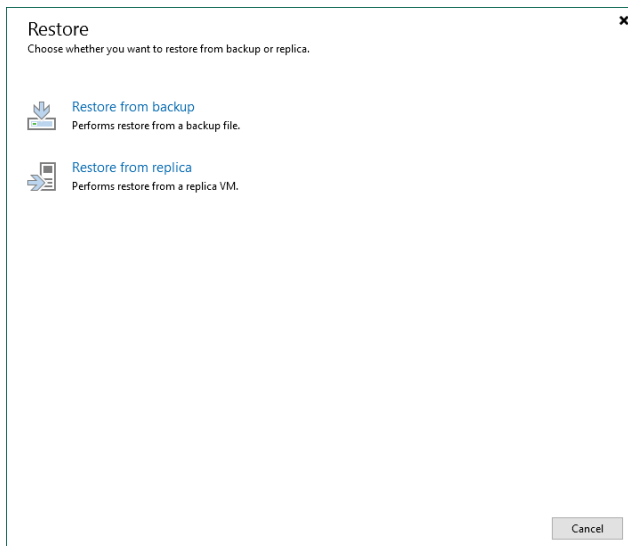 Restore
Choose whether you want to restore from backup or replica.
Restore from backup
Performs restore from a backup file.
Restore from replica
Performs restore from a replica VM.
Cancel